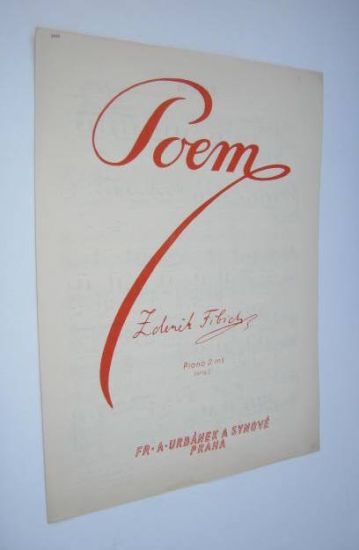 Poem
Zdeněk Fibich
Piano 2 ms
FR·A·URBÁNEK A SYNOVÉ
PRAHA